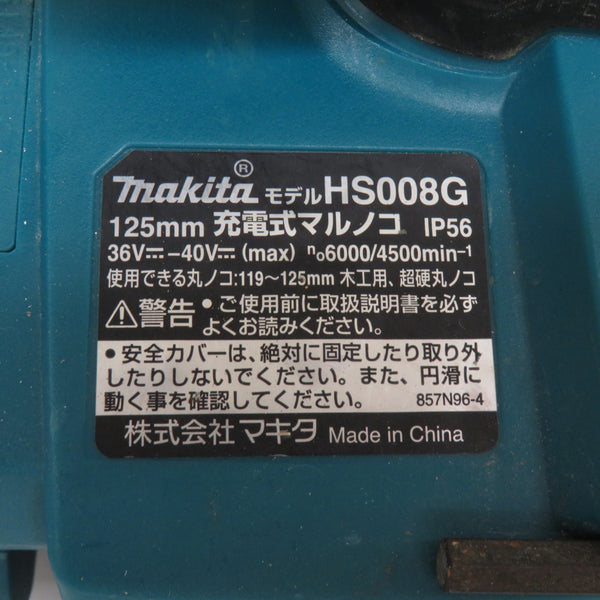 makita® モデル HS008G
125mm 充電式マルノコ IP56
36V⎓-40V⎓ (max) n₀6000/4500min⁻¹
使用できる丸ノコ:119~125mm 木工用、超硬丸ノコ
⚠警告 •ご使用前に取扱説明書を必ず
よくお読みください。
•安全カバーは、絶対に固定したり取り外
したりしないでください。また、円滑に
動く事を確認してください。 857N96-4
株式会社 マキタ Made in China